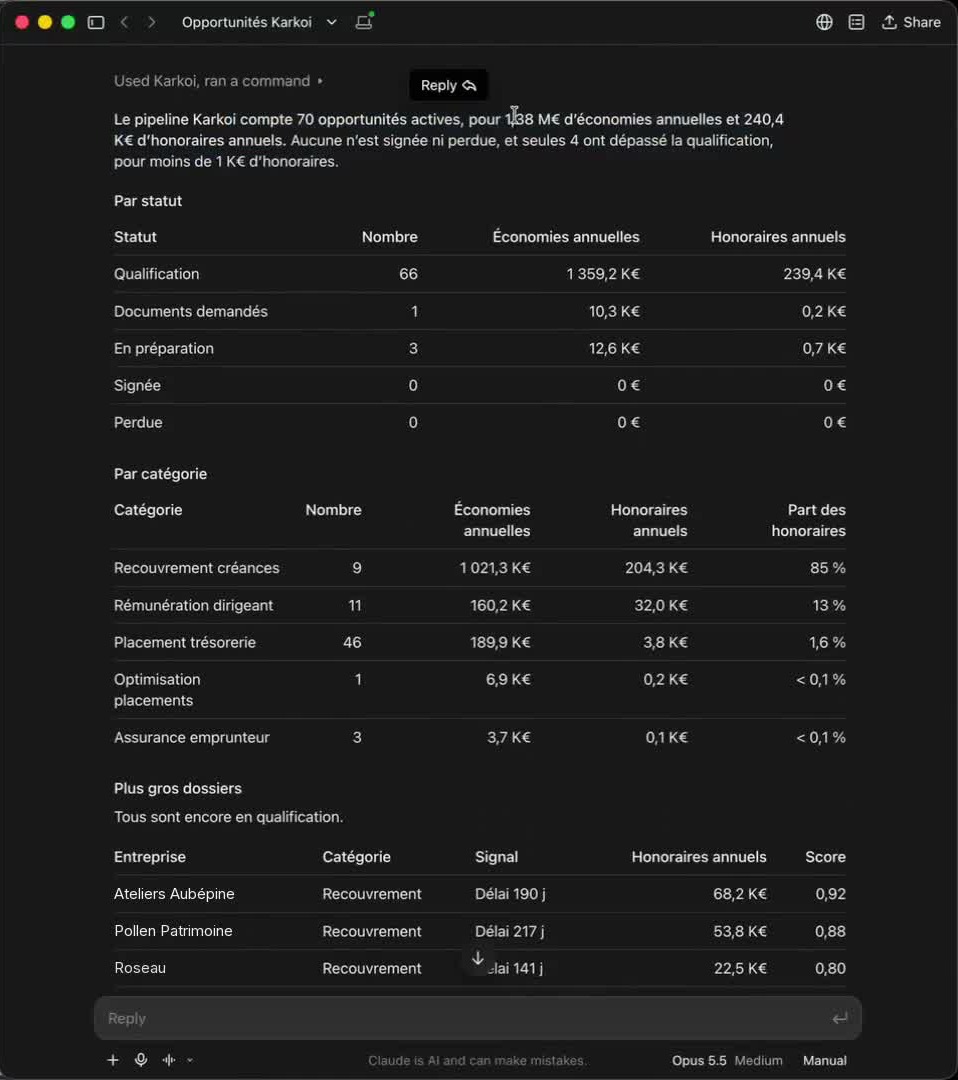 Opportunités Karkoi
Share
Used Karkoi, ran a command
Reply
Le pipeline Karkoi compte 70 opportunités actives, pour 1,38 M€ d’économies annuelles et 240,4
K€ d’honoraires annuels. Aucune n’est signée ni perdue, et seules 4 ont dépassé la qualification,
pour moins de 1 K€ d’honoraires.
Par statut
Statut Nombre Économies annuelles Honoraires annuels
Qualification 66 1 359,2 K€ 239,4 K€
Documents demandés 1 10,3 K€ 0,2 K€
En préparation 3 12,6 K€ 0,7 K€
Signée 0 0 € 0 €
Perdue 0 0 € 0 €
Par catégorie
Catégorie Nombre Économies Honoraires Part des
annuelles annuels honoraires
Recouvrement créances 9 1 021,3 K€ 204,3 K€ 85 %
Rémunération dirigeant 11 160,2 K€ 32,0 K€ 13 %
Placement trésorerie 46 189,9 K€ 3,8 K€ 1,6 %
Optimisation 1 6,9 K€ 0,2 K€ < 0,1 %
placements
Assurance emprunteur 3 3,7 K€ 0,1 K€ < 0,1 %
Plus gros dossiers
Tous sont encore en qualification.
Entreprise Catégorie Signal Honoraires annuels Score
Ateliers Aubépine Recouvrement Délai 190 j 68,2 K€ 0,92
Pollen Patrimoine Recouvrement Délai 217 j 53,8 K€ 0,88
Roseau Recouvrement 141 j 22,5 K€ 0,80
Reply
Claude is AI and can make mistakes. Opus 5.5 Medium Manual